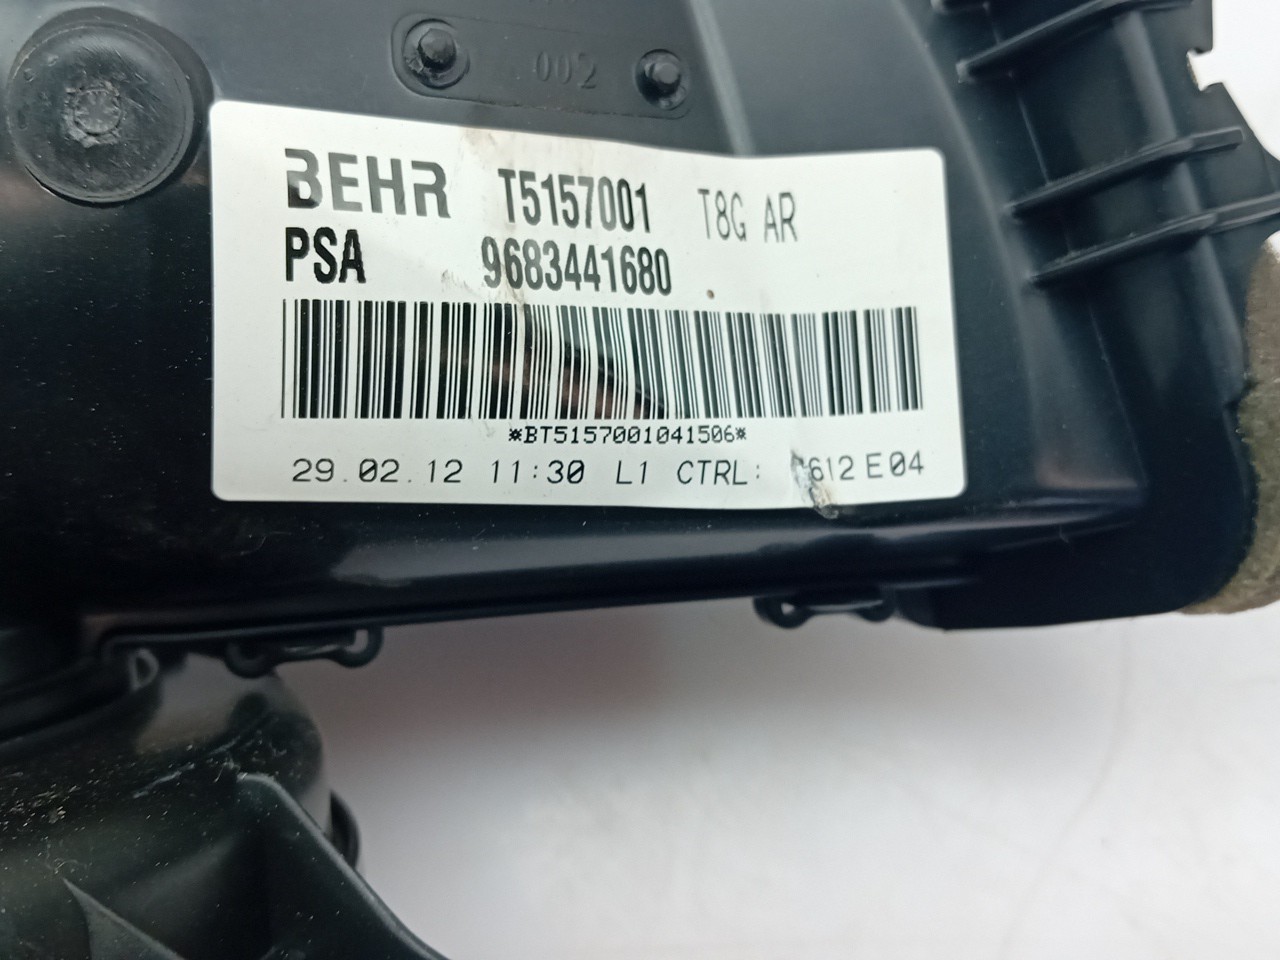 002
BEHR T5157001 T8G AR
PSA 9683441680
*BT5157001041506*
29.02.12 11:30 L1 CTRL: 612 E04